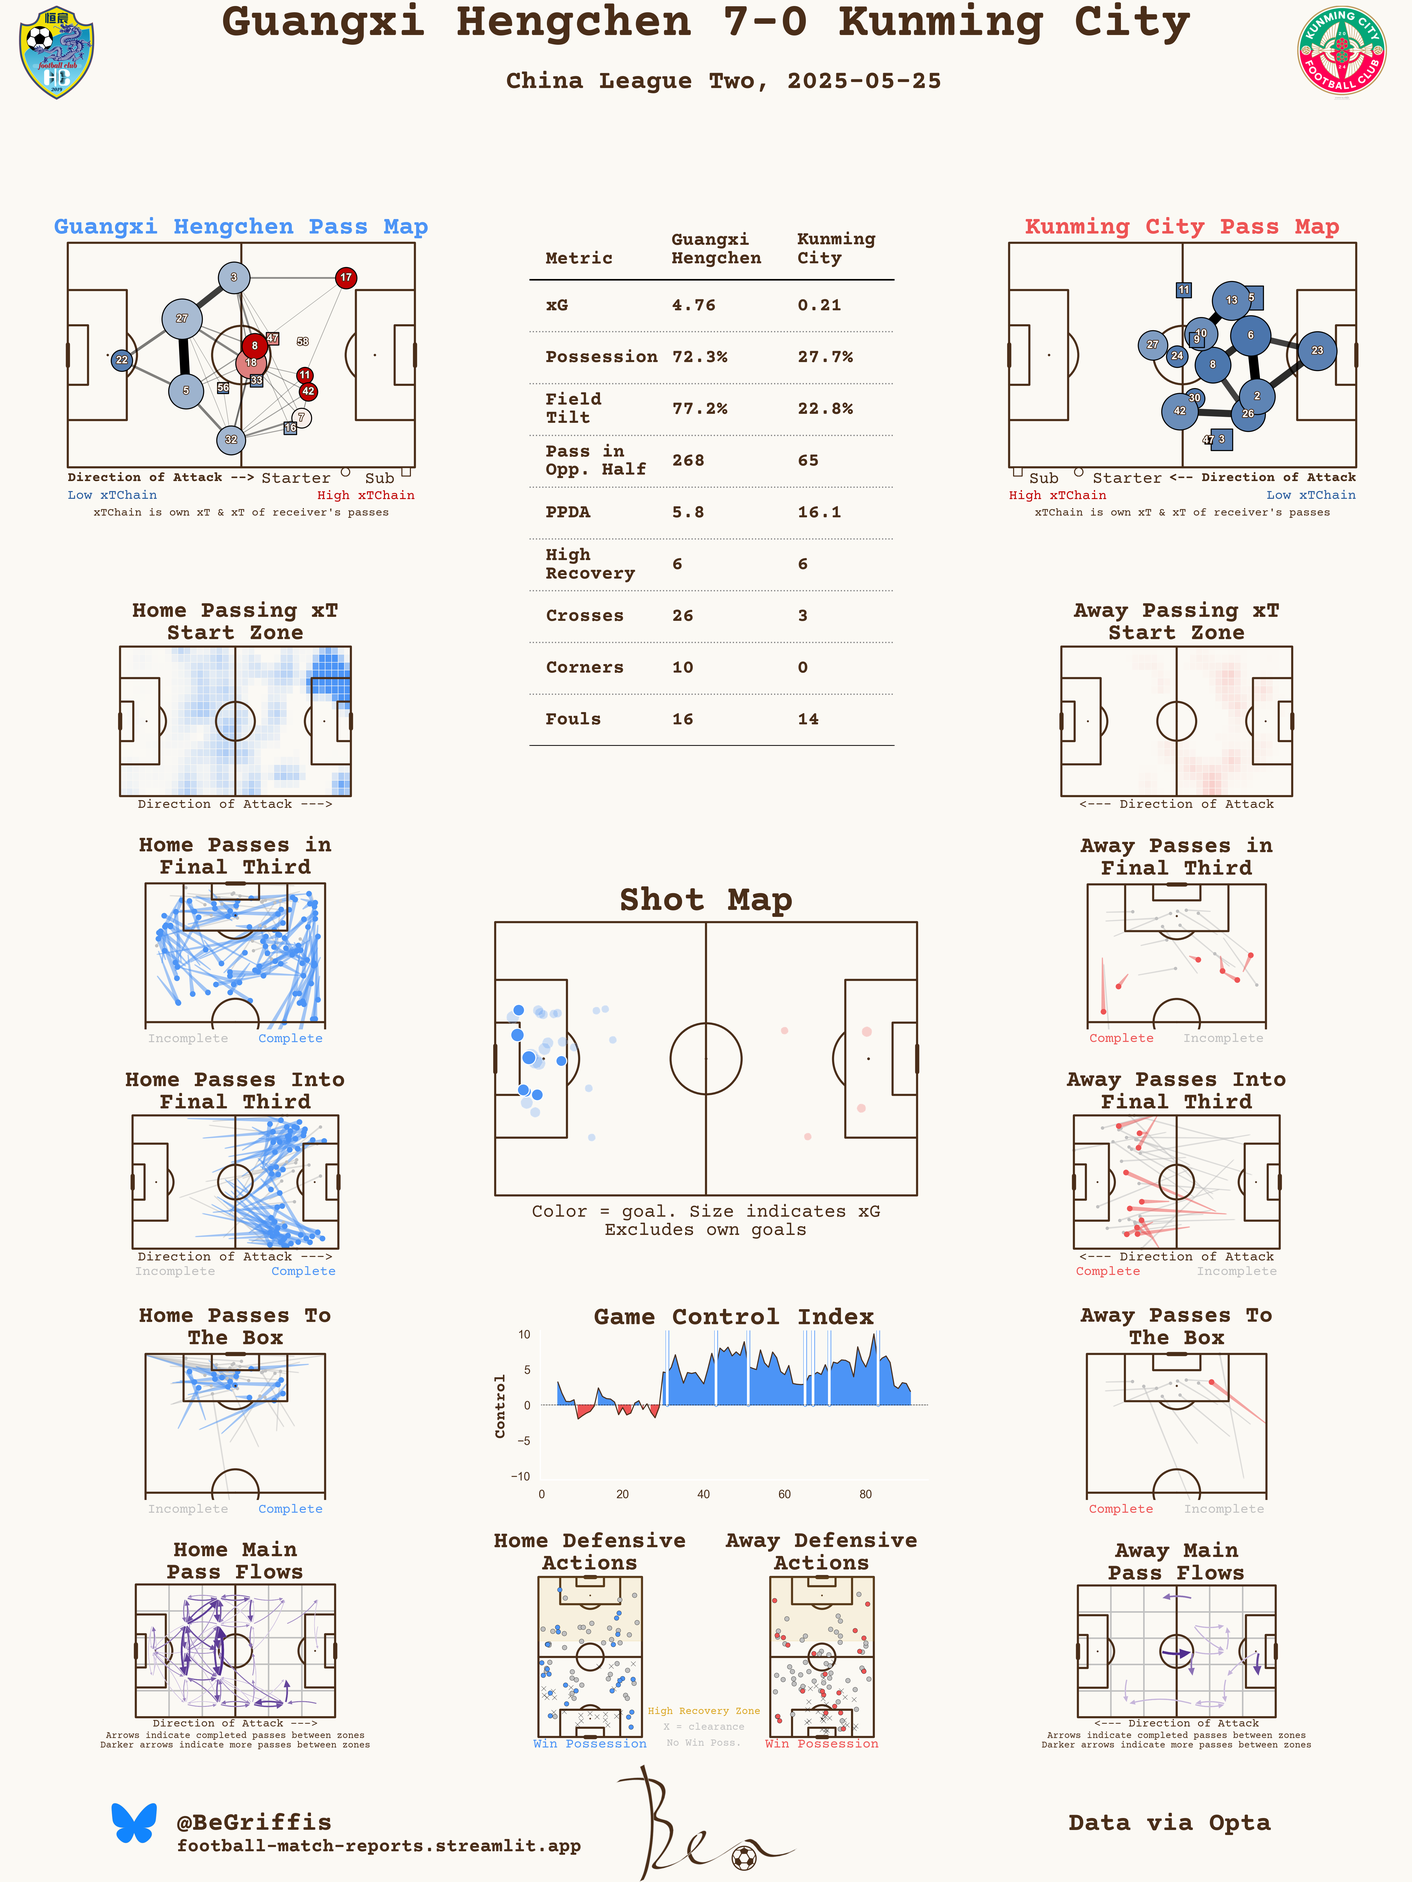 Guangxi Hengchen 7-0 Kunming City
China League Two, 2025-05-25
恒宸
football club
HC
2019
KUNMING CITY
FOOTBALL CLUB
Guangxi Hengchen Pass Map
3
17
27
8
47
58
22
18
11
33
56
5
42
7
16
32
Direction of Attack --> Starter Sub
Low xTChain High xTChain
xTChain is own xT & xT of receiver's passes
Metric Guangxi Hengchen Kunming City
xG 4.76 0.21
Possession 72.3% 27.7%
Field Tilt 77.2% 22.8%
Pass in Opp. Half 268 65
PPDA 5.8 16.1
High Recovery 6 6
Crosses 26 3
Corners 10 0
Fouls 16 14
Kunming City Pass Map
11
13
5
10
6
9
27
24
23
8
30
2
42
26
47
3
Sub Starter <-- Direction of Attack
High xTChain Low xTChain
xTChain is own xT & xT of receiver's passes
Home Passing xT
Start Zone
Direction of Attack --->
Away Passing xT
Start Zone
<--- Direction of Attack
Home Passes in
Final Third
Incomplete Complete
Away Passes in
Final Third
Complete Incomplete
Shot Map
Color = goal. Size indicates xG
Excludes own goals
Home Passes Into
Final Third
Direction of Attack --->
Incomplete Complete
Away Passes Into
Final Third
<--- Direction of Attack
Complete Incomplete
Home Passes To
The Box
Incomplete Complete
Game Control Index
Control
10
5
0
−5
−10
0 20 40 60 80
Away Passes To
The Box
Complete Incomplete
Home Main
Pass Flows
Direction of Attack --->
Arrows indicate completed passes between zones
Darker arrows indicate more passes between zones
Home Defensive
Actions
Win Possession
Away Defensive
Actions
Win Possession
High Recovery Zone
X = clearance
No Win Poss.
Away Main
Pass Flows
<--- Direction of Attack
Arrows indicate completed passes between zones
Darker arrows indicate more passes between zones
@BeGriffis
football-match-reports.streamlit.app
Ben
Data via Opta